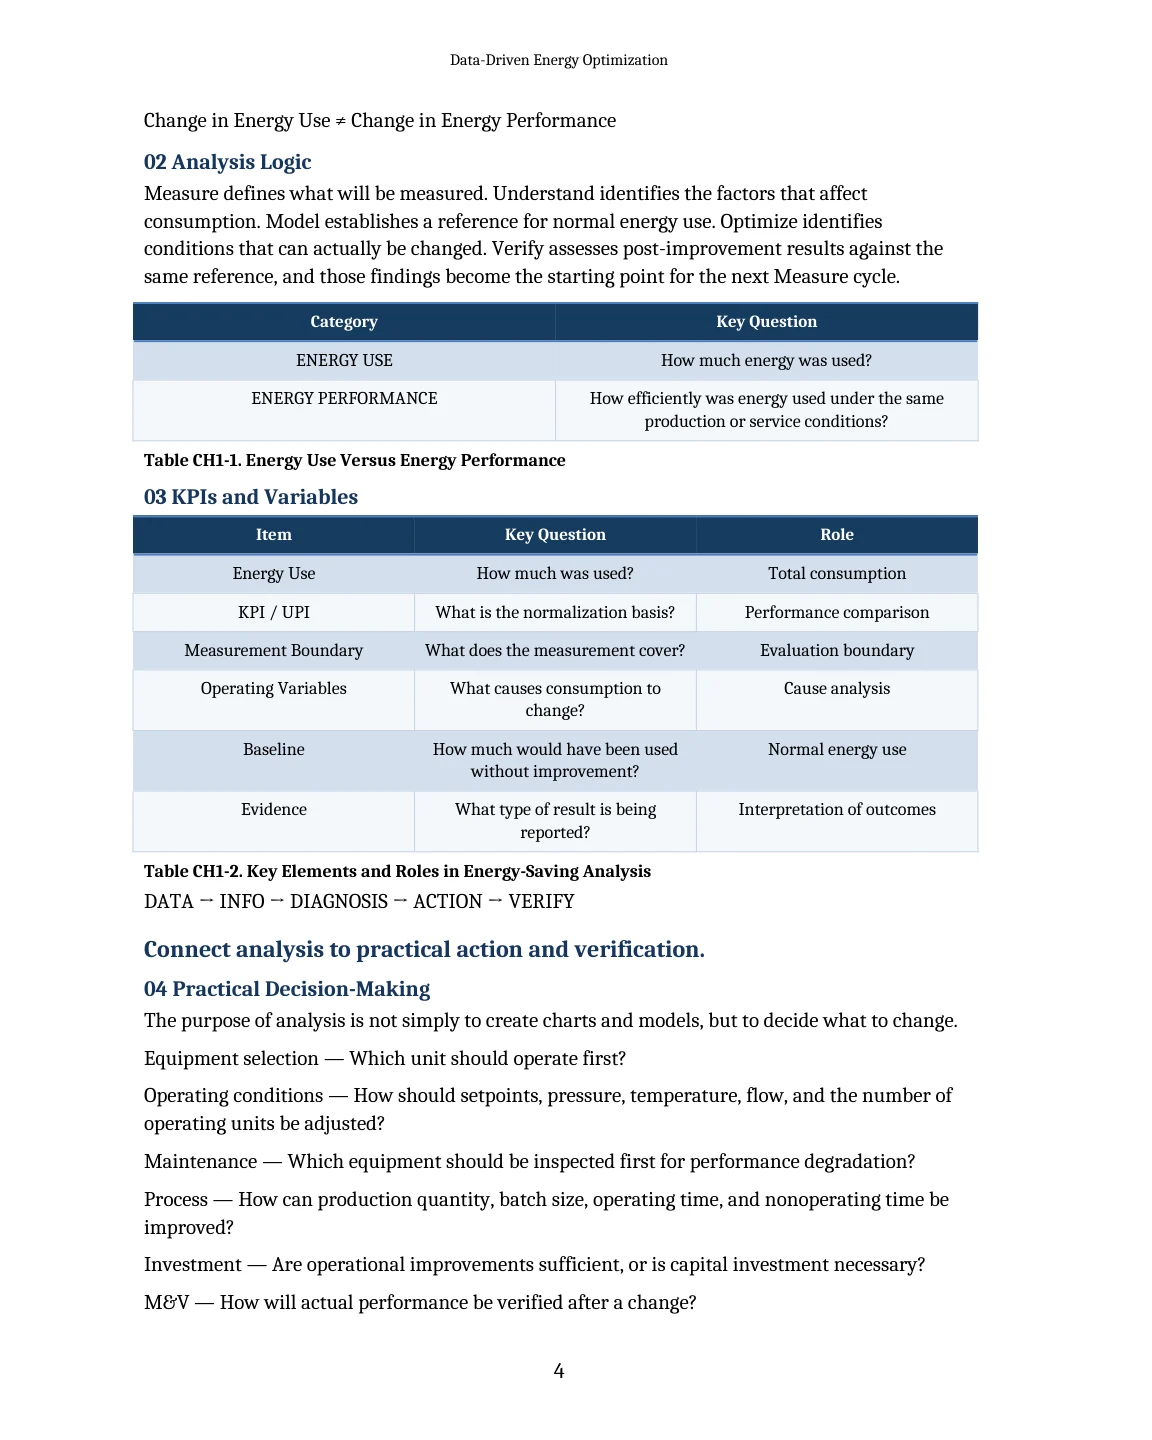 Data-Driven Energy Optimization
Change in Energy Use ≠ Change in Energy Performance
02 Analysis Logic
Measure defines what will be measured. Understand identifies the factors that affect
consumption. Model establishes a reference for normal energy use. Optimize identifies
conditions that can actually be changed. Verify assesses post-improvement results against the
same reference, and those findings become the starting point for the next Measure cycle.
Category Key Question
ENERGY USE How much energy was used?
ENERGY PERFORMANCE How efficiently was energy used under the same
production or service conditions?
Table CH1-1. Energy Use Versus Energy Performance
03 KPIs and Variables
Item Key Question Role
Energy Use How much was used? Total consumption
KPI / UPI What is the normalization basis? Performance comparison
Measurement Boundary What does the measurement cover? Evaluation boundary
Operating Variables What causes consumption to Cause analysis
change?
Baseline How much would have been used Normal energy use
without improvement?
Evidence What type of result is being Interpretation of outcomes
reported?
Table CH1-2. Key Elements and Roles in Energy-Saving Analysis
DATA → INFO → DIAGNOSIS → ACTION → VERIFY
Connect analysis to practical action and verification.
04 Practical Decision-Making
The purpose of analysis is not simply to create charts and models, but to decide what to change.
Equipment selection — Which unit should operate first?
Operating conditions — How should setpoints, pressure, temperature, flow, and the number of
operating units be adjusted?
Maintenance — Which equipment should be inspected first for performance degradation?
Process — How can production quantity, batch size, operating time, and nonoperating time be
improved?
Investment — Are operational improvements sufficient, or is capital investment necessary?
M&V — How will actual performance be verified after a change?
4